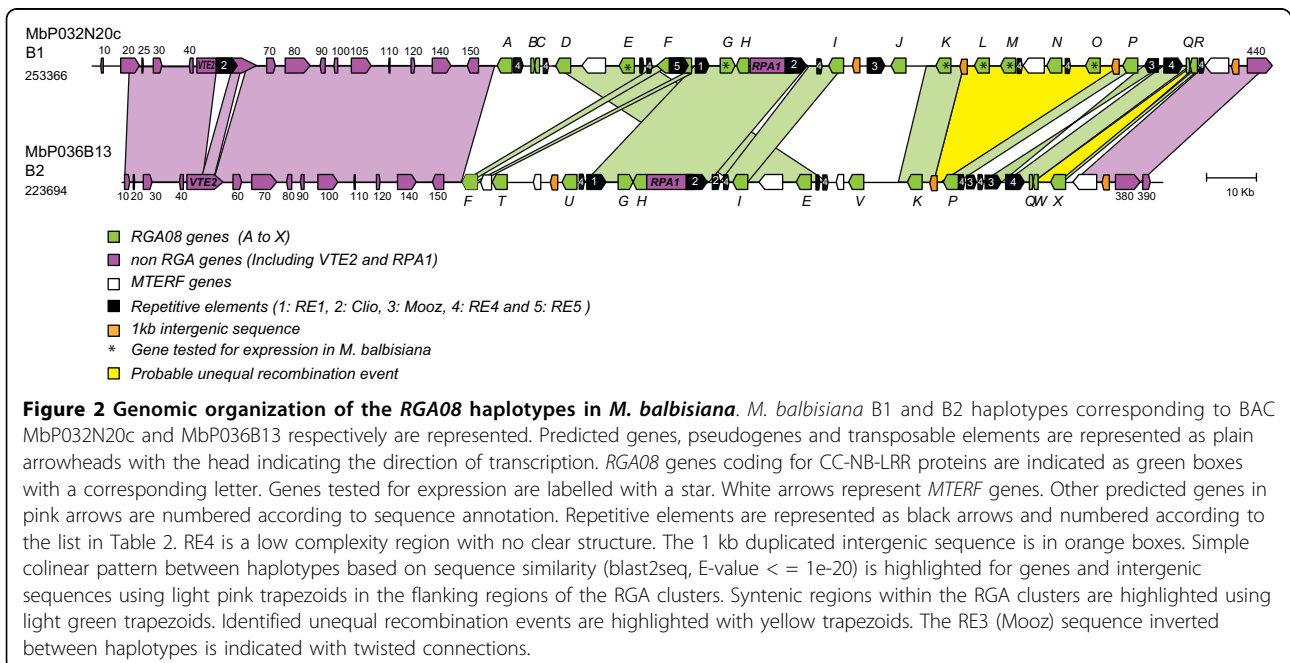 MbP032N20c
B1
253366
10 20 25 30 40 VTE2 2 70 80 90 100 105 110 120 140 150 A 4 B C 4 D E * 4 F 5 1 G * H RPA1 2 4 I 3 J K * L * M * 4 N 4 O * P 3 4 Q R 4 440
MbP036B13
B2
223694
10 20 30 40 VTE2 60 70 80 90 100 110 120 140 150 F T U 4 1 G H RPA1 2 2 4 I E 4 V K P 4 3 4 3 4 Q W X 380 390
10 Kb
RGA08 genes (A to X)
non RGA genes (Including VTE2 and RPA1)
MTERF genes
Repetitive elements (1: RE1, 2: Clio, 3: Mooz, 4: RE4 and 5: RE5 )
1kb intergenic sequence
* Gene tested for expression in M. balbisiana
Probable unequal recombination event
Figure 2 Genomic organization of the RGA08 haplotypes in M. balbisiana. M. balbisiana B1 and B2 haplotypes corresponding to BAC
MbP032N20c and MbP036B13 respectively are represented. Predicted genes, pseudogenes and transposable elements are represented as plain
arrowheads with the head indicating the direction of transcription. RGA08 genes coding for CC-NB-LRR proteins are indicated as green boxes
with a corresponding letter. Genes tested for expression are labelled with a star. White arrows represent MTERF genes. Other predicted genes in
pink arrows are numbered according to sequence annotation. Repetitive elements are represented as black arrows and numbered according to
the list in Table 2. RE4 is a low complexity region with no clear structure. The 1 kb duplicated intergenic sequence is in orange boxes. Simple
colinear pattern between haplotypes based on sequence similarity (blast2seq, E-value < = 1e-20) is highlighted for genes and intergenic
sequences using light pink trapezoids in the flanking regions of the RGA clusters. Syntenic regions within the RGA clusters are highlighted using
light green trapezoids. Identified unequal recombination events are highlighted with yellow trapezoids. The RE3 (Mooz) sequence inverted
between haplotypes is indicated with twisted connections.